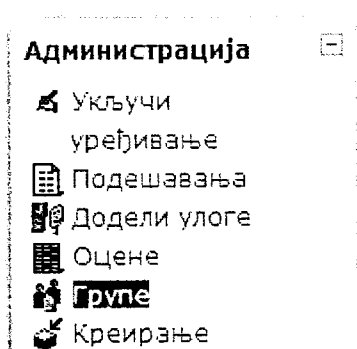 Администрација
Укључи
уређивање
Подешавања
Додели улоге
Оцене
Групе
Креирање